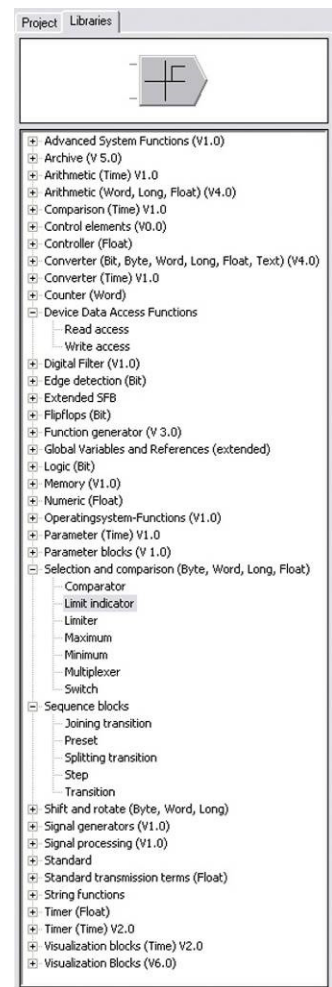 Project Libraries
Advanced System Functions (V1.0)
Archive (V 5.0)
Arithmetic (Time) V1.0
Arithmetic (Word, Long, Float) (V4.0)
Comparison (Time) V1.0
Control elements (V0.0)
Controller (Float)
Converter (Bit, Byte, Word, Long, Float, Text) (V4.0)
Converter (Time) V1.0
Counter (Word)
Device Data Access Functions
Read access
Write access
Digital Filter (V1.0)
Edge detection (Bit)
Extended SFB
Flipflops (Bit)
Function generator (V 3.0)
Global Variables and References (extended)
Logic (Bit)
Memory (V1.0)
Numeric (Float)
Operatingsystem-Functions (V1.0)
Parameter (Time) V1.0
Parameter blocks (V 1.0)
Selection and comparison (Byte, Word, Long, Float)
Comparator
Limit indicator
Limiter
Maximum
Minimum
Multiplexer
Switch
Sequence blocks
Joining transition
Preset
Splitting transition
Step
Transition
Shift and rotate (Byte, Word, Long)
Signal generators (V1.0)
Signal processing (V1.0)
Standard
Standard transmission terms (Float)
String functions
Timer (Float)
Timer (Time) V2.0
Visualization blocks (Time) V2.0
Visualization Blocks (V6.0)